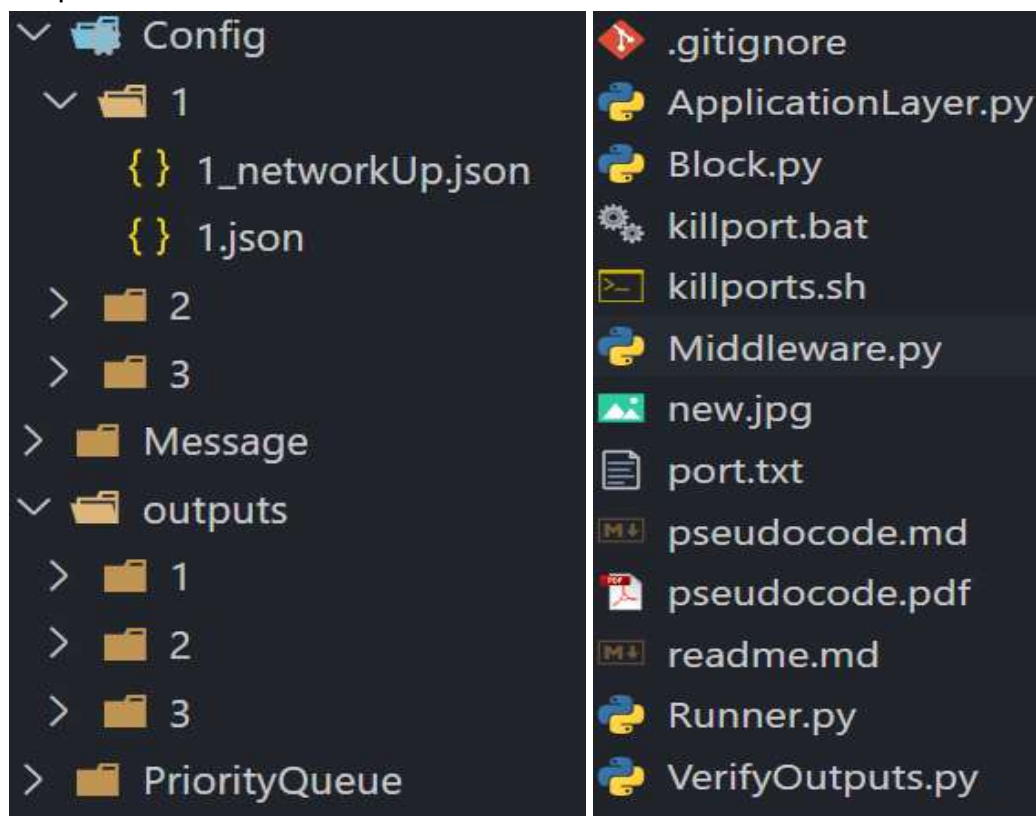 Config
1
{ } 1_networkUp.json
{ } 1.json
2
3
Message
outputs
1
2
3
PriorityQueue
.gitignore
ApplicationLayer.py
Block.py
killport.bat
killports.sh
Middleware.py
new.jpg
port.txt
M↓ pseudocode.md
PDF pseudocode.pdf
M↓ readme.md
Runner.py
VerifyOutputs.py